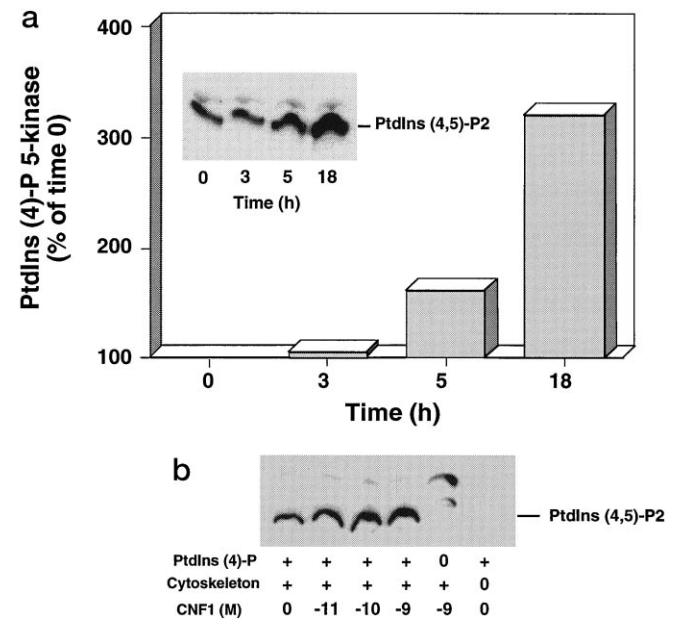 a
400
300
200
100
PtdIns (4)-P 5-kinase
(% of time 0)
PtdIns (4,5)-P2
0 3 5 18
Time (h)
0 3 5 18
Time (h)
b
PtdIns (4,5)-P2
PtdIns (4)-P + + + + 0 +
Cytoskeleton + + + + + 0
CNF1 (M) 0 -11 -10 -9 -9 0